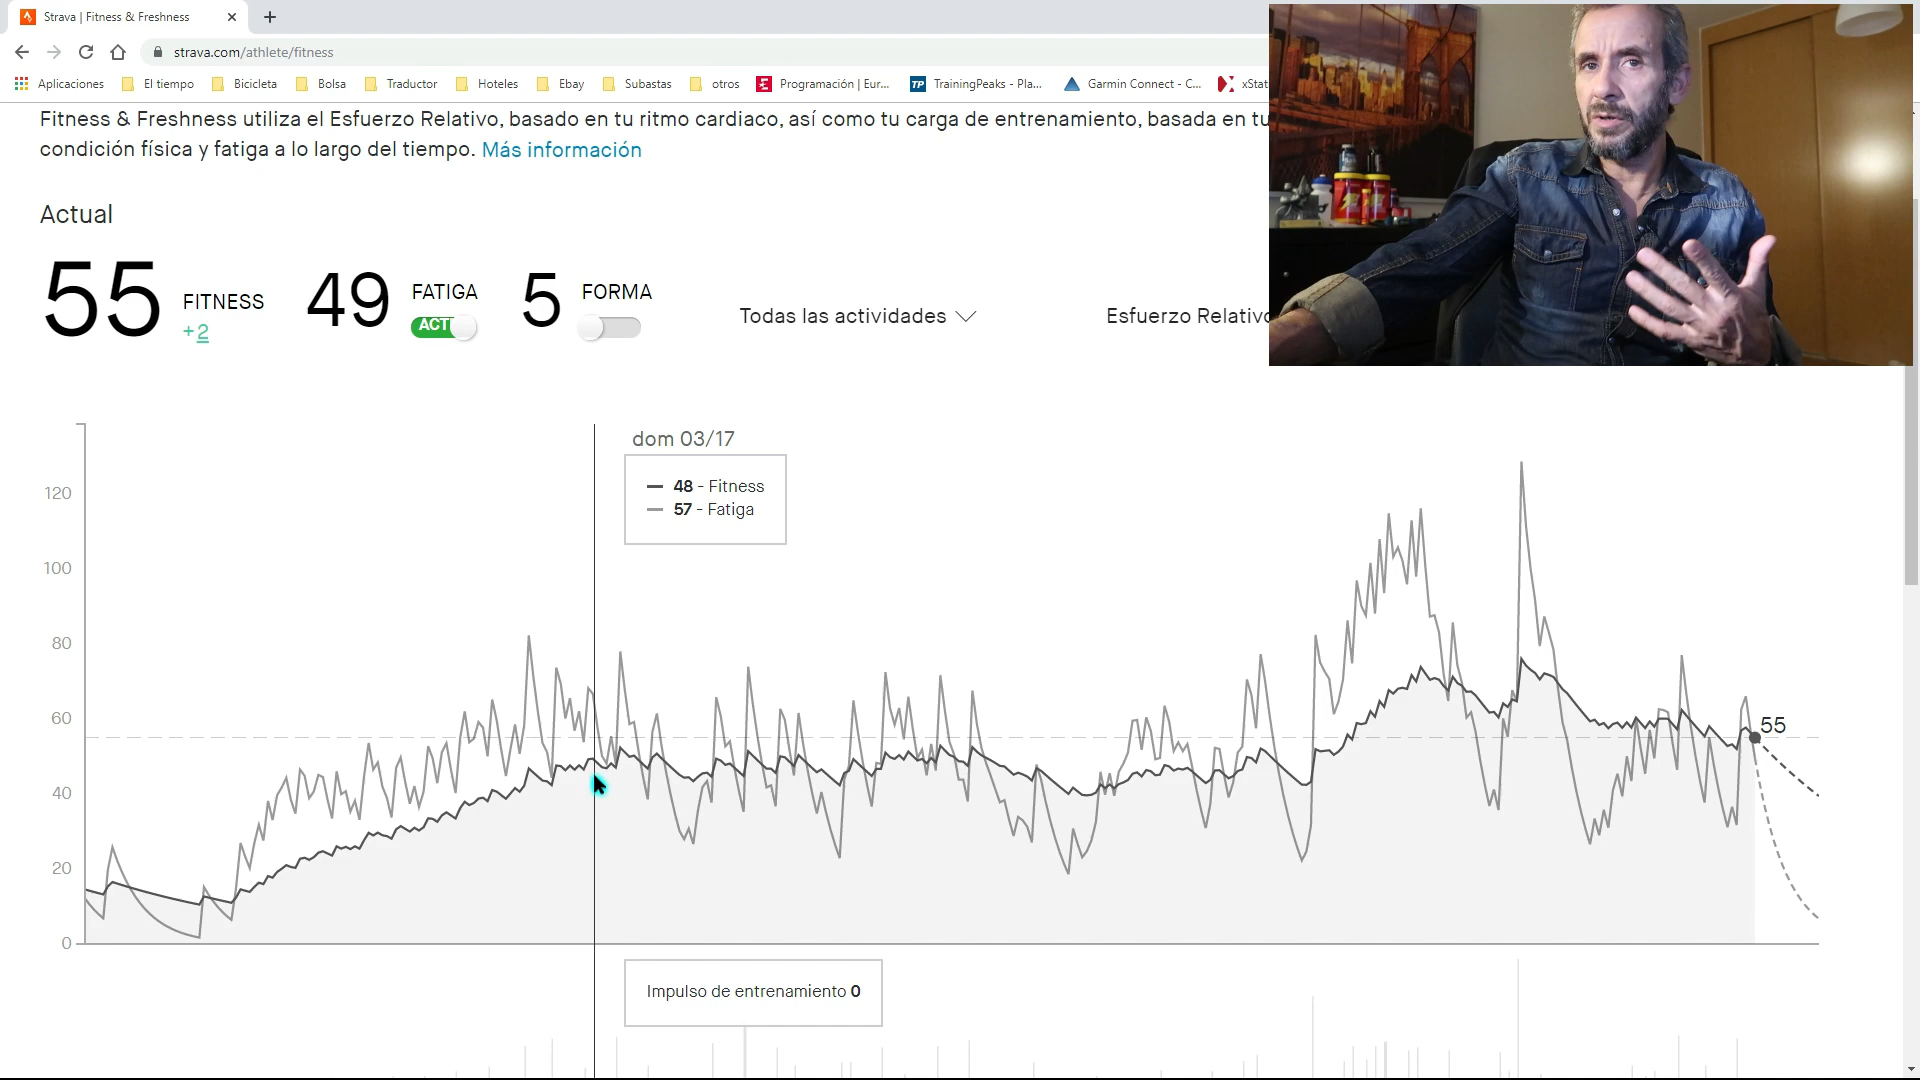 Strava | Fitness & Freshness
strava.com/athlete/fitness
Aplicaciones El tiempo Bicicleta Bolsa Traductor Hoteles Ebay Subastas otros Programación | Eur... TrainingPeaks - Pla... Garmin Connect - C... xStat
Fitness & Freshness utiliza el Esfuerzo Relativo, basado en tu ritmo cardiaco, así como tu carga de entrenamiento, basada en tu
condición física y fatiga a lo largo del tiempo. Más información
Actual
55 FITNESS +2
49 FATIGA ACT
5 FORMA
Todas las actividades
Esfuerzo Relativo
dom 03/17
48 - Fitness
57 - Fatiga
120
100
80
60
40
20
0
55
Impulso de entrenamiento 0